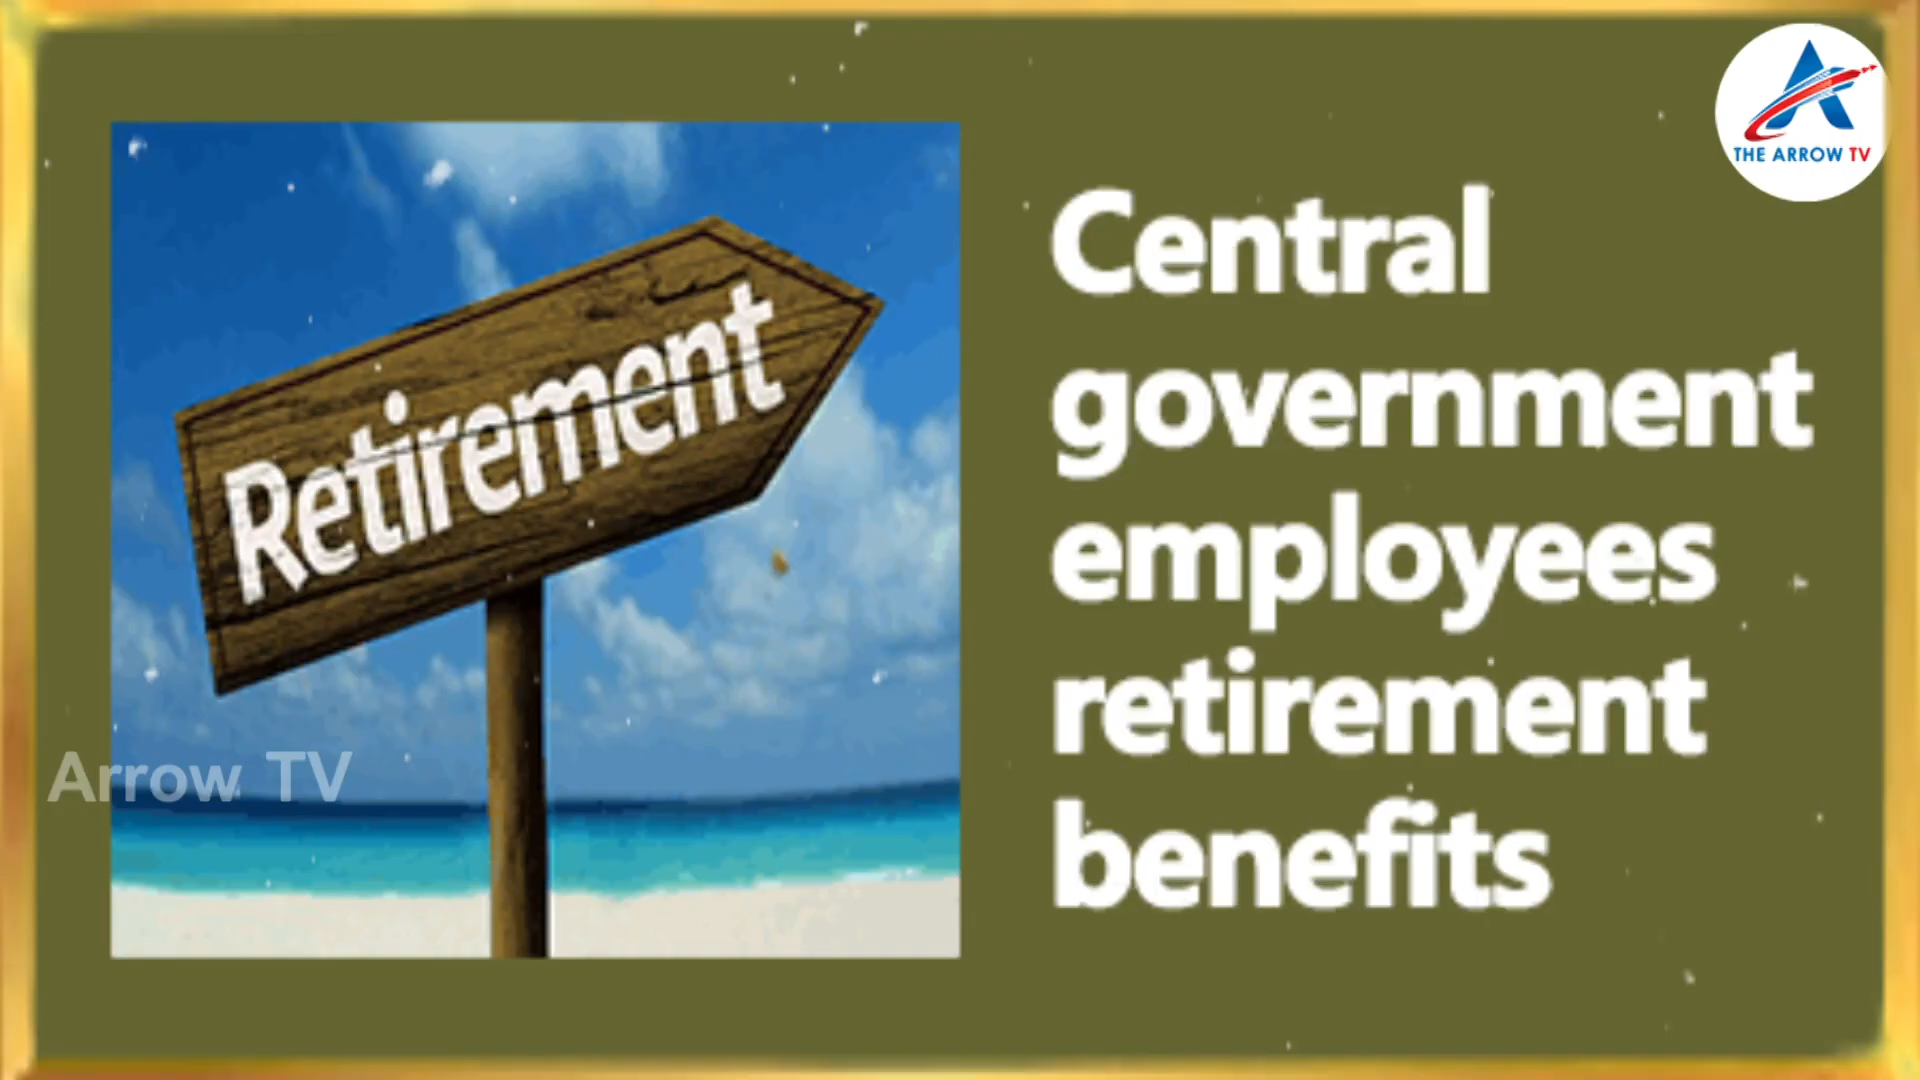 THE ARROW TV
Retirement
Central
government
employees
retirement
benefits
Arrow TV